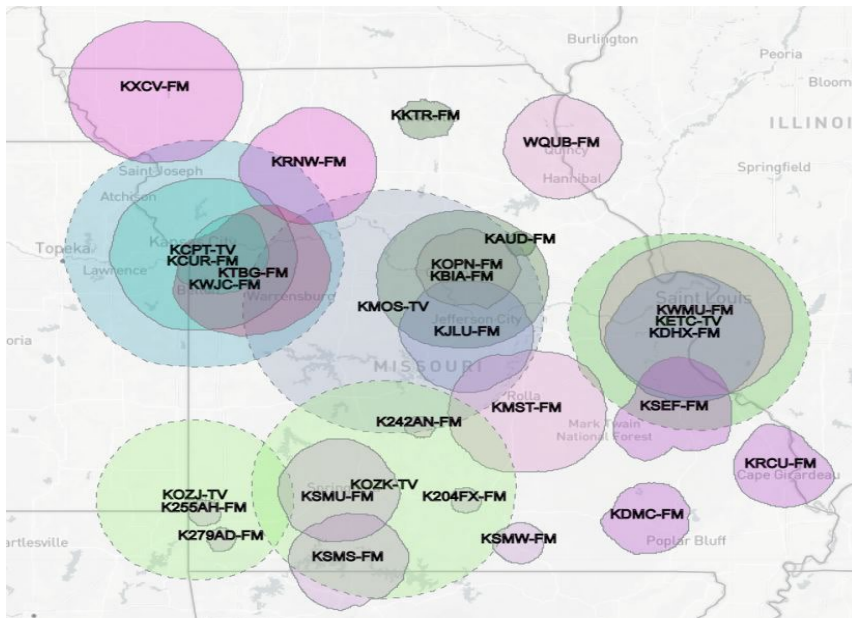 Burlington
Peoria
KXCV-FM
Bloom
KKTR-FM
ILLINOI
WQUB-FM
Quincy
KRNW-FM
Saint Joseph
Springfield
Hannibal
Atchison
KAUD-FM
Topeka
KCPT-TV
KCUR-FM
KOPN-FM
Lawrence
KTBG-FM
KBIA-FM
KWJC-FM
Warrensburg
Saint Louis
KMOS-TV
KWMU-FM
Jefferson City
KETC-TV
KJLU-FM
KDHX-FM
oria
MISSOURI
Rolla
KMST-FM
KSEF-FM
K242AN-FM
Mark Twain
National Forest
KRCU-FM
Cape Girardeau
KOZJ-TV
KOZK-TV
KSMU-FM
K204FX-FM
K255AH-FM
KDMC-FM
K279AD-FM
KSMW-FM
Poplar Bluff
artlesville
KSMS-FM